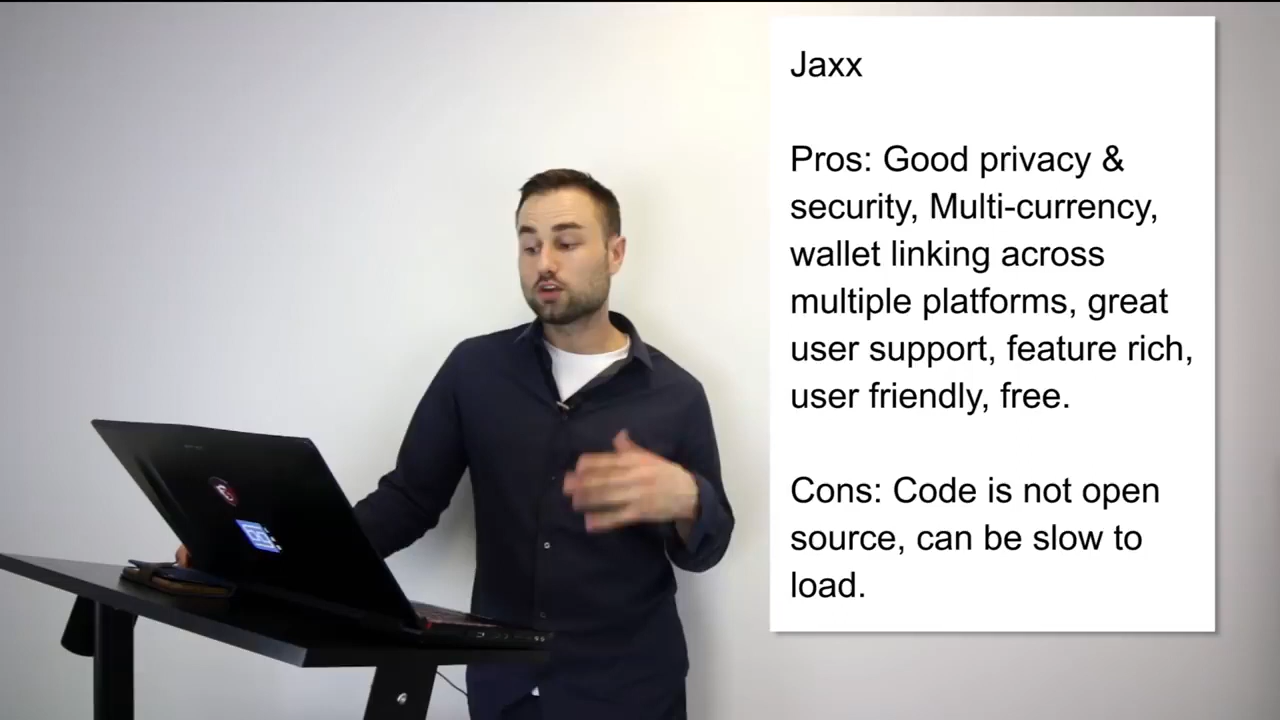 Jaxx
Pros: Good privacy &
security, Multi-currency,
wallet linking across
multiple platforms, great
user support, feature rich,
user friendly, free.
Cons: Code is not open
source, can be slow to
load.